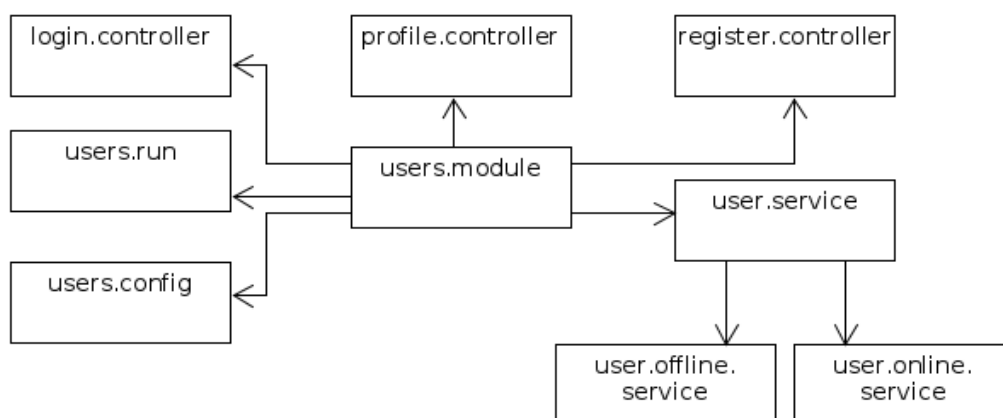 login.controller
profile.controller
register.controller
users.run
users.module
user.service
users.config
user.offline.
service
user.online.
service